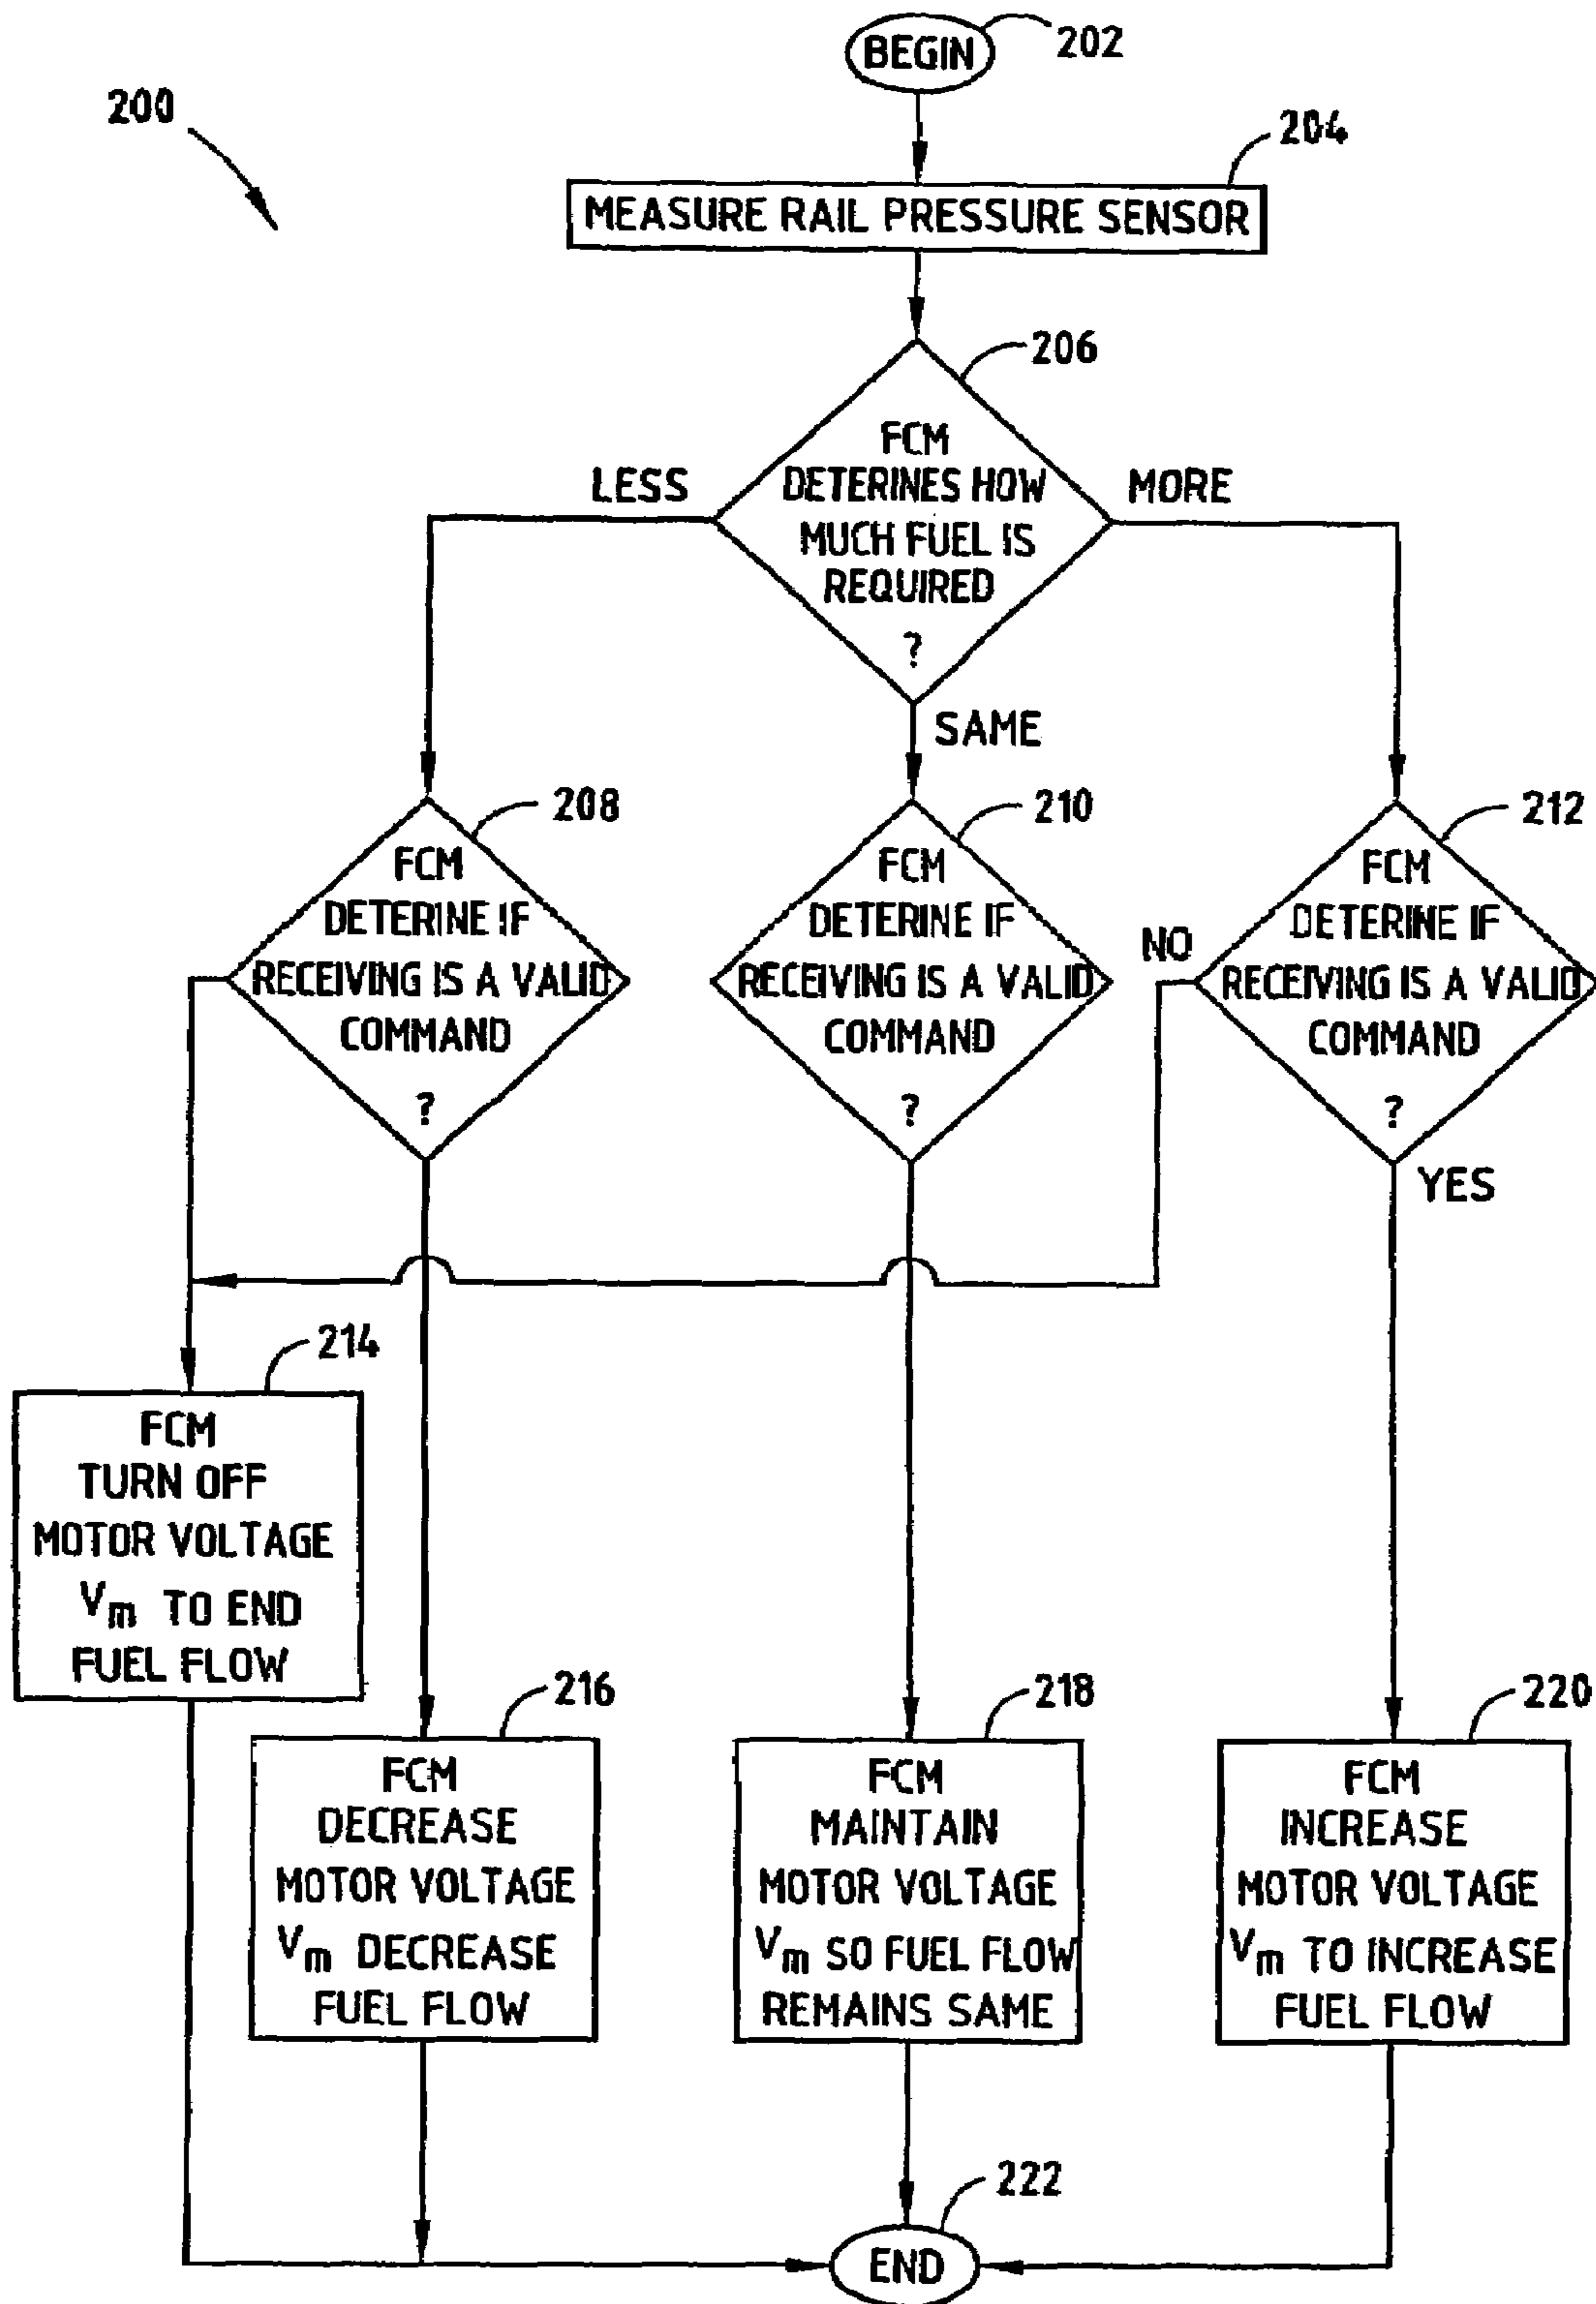 BEGIN
202
200
204
MEASURE RAIL PRESSURE SENSOR
206
FCM
DETERINES HOW
MUCH FUEL IS
REQUIRED
?
LESS
MORE
SAME
208
FCM
DETERINE IF
RECEIVING IS A VALID
COMMAND
?
210
FCM
DETERINE IF
RECEIVING IS A VALID
COMMAND
?
212
FCM
DETERINE IF
RECEIVING IS A VALID
COMMAND
?
NO
YES
214
FCM
TURN OFF
MOTOR VOLTAGE
Vm TO END
FUEL FLOW
216
FCM
DECREASE
MOTOR VOLTAGE
Vm DECREASE
FUEL FLOW
218
FCM
MAINTAIN
MOTOR VOLTAGE
Vm SO FUEL FLOW
REMAINS SAME
220
FCM
INCREASE
MOTOR VOLTAGE
Vm TO INCREASE
FUEL FLOW
222
END